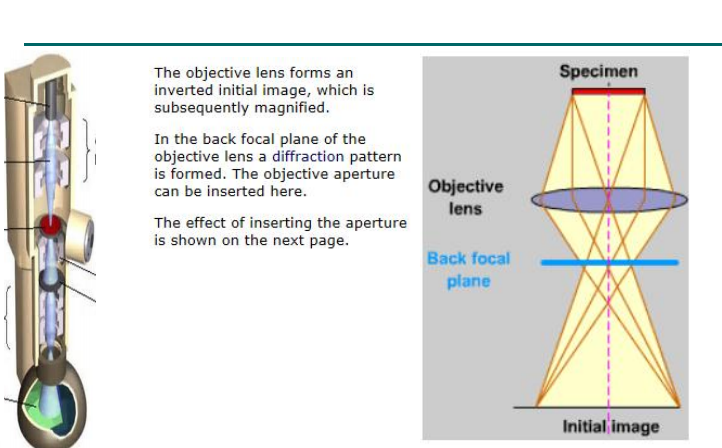 The objective lens forms an
inverted initial image, which is
subsequently magnified.
In the back focal plane of the
objective lens a diffraction pattern
is formed. The objective aperture
can be inserted here.
The effect of inserting the aperture
is shown on the next page.
Specimen
Objective
lens
Back focal
plane
Initial image